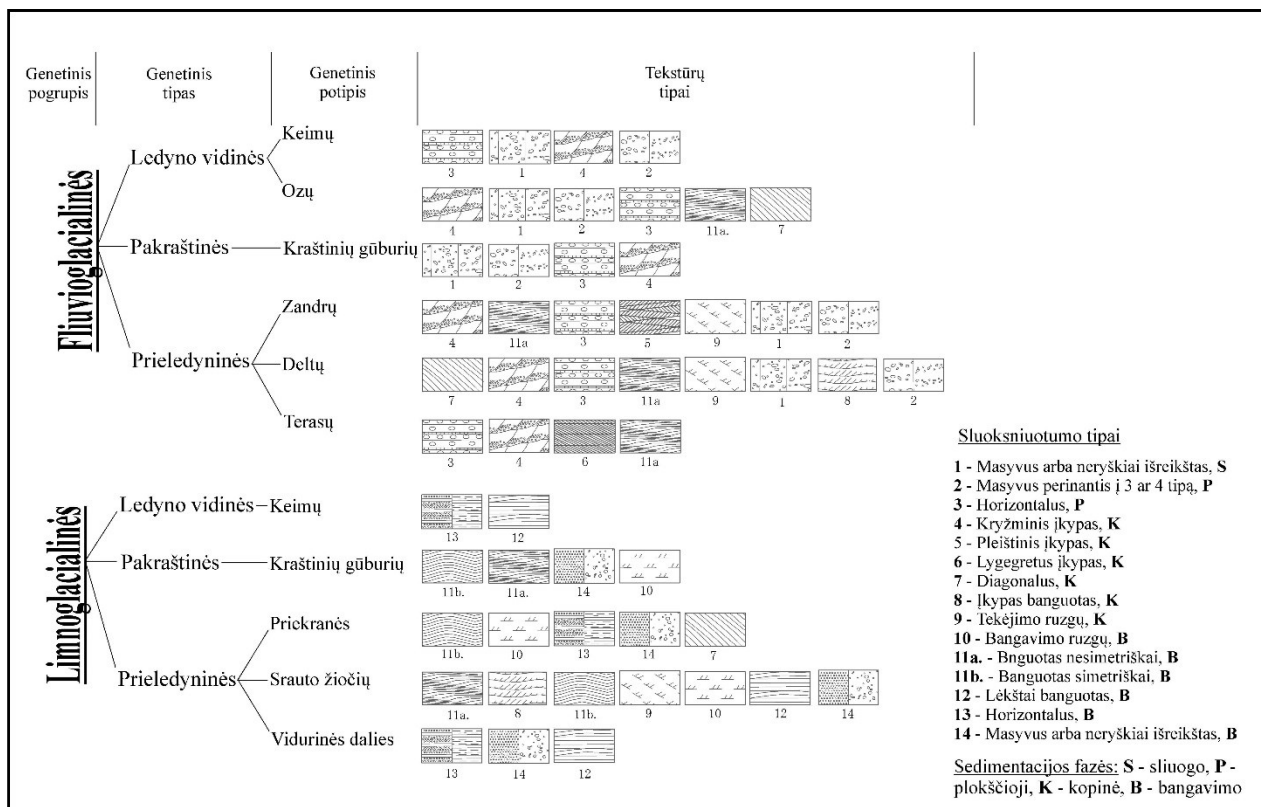 Genetinis pogrupis
Genetinis tipas
Genetinis potipis
Tekstūrų tipai
Fliuvioglacialinės
Ledyno vidinės
Keimų
3 1 4 2
Ozų
4 1 2 3 11a. 7
Pakraštinės
Kraštinių gūburių
1 2 3 4
Prieledyninės
Zandrų
4 11a 3 5 9 1 2
Deltų
7 4 3 11a 9 1 8 2
Terasų
3 4 6 11a
Limnoglacialinės
Ledyno vidinės
Keimų
13 12
Pakraštinės
Kraštinių gūburių
11b. 11a. 14 10
Prieledyninės
Priekranės
11b. 10 13 14 7
Srauto žiočių
11a. 8 11b. 9 10 12 14
Vidurinės dalies
13 14 12
Sluoksniuotumo tipai
1 - Masyvus arba neryškiai išreikštas, S
2 - Masyvus perinantis į 3 ar 4 tipą, P
3 - Horizontalus, P
4 - Kryžminis įkypas, K
5 - Pleištinis įkypas, K
6 - Lygegretus įkypas, K
7 - Diagonalus, K
8 - Įkypas banguotas, K
9 - Tekėjimo ruzgų, K
10 - Bangavimo ruzgų, B
11a. - Bnguotas nesimetriškai, B
11b. - Banguotas simetriškai, B
12 - Lėkštai banguotas, B
13 - Horizontalus, B
14 - Masyvus arba neryškiai išreikštas, B
Sedimentacijos fazės: S - sliuogo, P -
plokščioji, K - kopinė, B - bangavimo